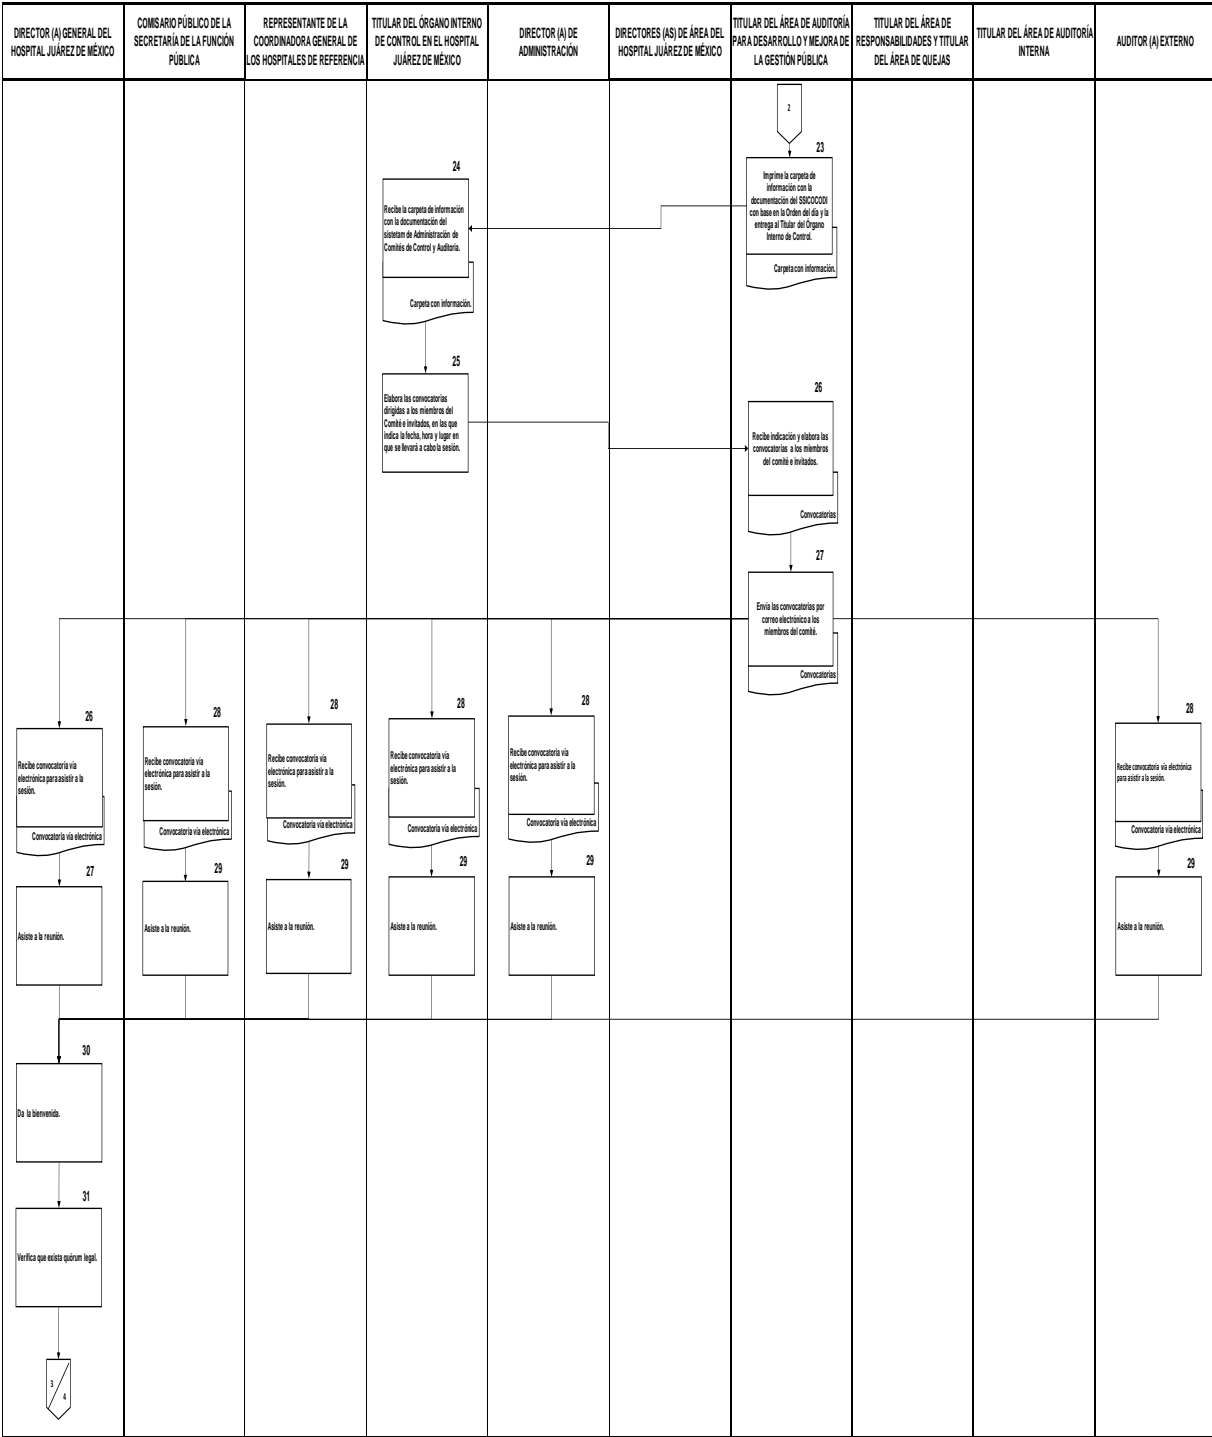 DIRECTOR (A) GENERAL DEL
HOSPITAL JUÁREZ DE MÉXICO
COMISARIO PÚBLICO DE LA
SECRETARÍA DE LA FUNCIÓN
PÚBLICA
REPRESENTANTE DE LA
COORDINADORA GENERAL DE
LOS HOSPITALES DE REFERENCIA
TITULAR DEL ÓRGANO INTERNO
DE CONTROL EN EL HOSPITAL
JUÁREZ DE MÉXICO
DIRECTOR (A) DE
ADMINISTRACIÓN
DIRECTORES (AS) DE ÁREA DEL
HOSPITAL JUÁREZ DE MÉXICO
TITULAR DEL ÁREA DE AUDITORÍA
PARA DESARROLLO Y MEJORA DE
LA GESTIÓN PÚBLICA
TITULAR DEL ÁREA DE
RESPONSABILIDADES Y TITULAR
DEL ÁREA DE QUEJAS
TITULAR DEL ÁREA DE AUDITORÍA
INTERNA
AUDITOR (A) EXTERNO
2
23
Imprime la carpeta de
información con la
documentación del SSICOCODI
con base en la Orden del día y la
entrega al Titular del Órgano
Interno de Control.
Carpeta con información.
24
Recibe la carpeta de información
con la documentación del
sistetam de Administración de
Comités de Control y Auditoria.
Carpeta con información.
25
Elabora las convocatorias
dirigidas a los miembros del
Comité e invitados, en las que
indica la fecha, hora y lugar en
que se llevará a cabo la sesión.
26
Recibe indicación y elabora las
convocatorias a los miembros
del comité e invitados.
Convocatorias
27
Envía las convocatorias por
correo electrónico a los
miembros del comité.
Convocatorias
26
Recibe convocatoria vía
electrónica para asistir a la
sesión.
Convocatoria vía electrónica
28
Recibe convocatoria vía
electrónica para asistir a la
sesión.
Convocatoria vía electrónica
28
Recibe convocatoria vía
electrónica para asistir a la
sesión.
Convocatoria vía electrónica
28
Recibe convocatoria vía
electrónica para asistir a la
sesión.
Convocatoria vía electrónica
28
Recibe convocatoria vía
electrónica para asistir a la
sesión.
Convocatoria vía electrónica
28
Recibe convocatoria vía electrónica
para asistir a la sesión.
Convocatoria vía electrónica
27
Asiste a la reunión.
29
Asiste a la reunión.
29
Asiste a la reunión.
29
Asiste a la reunión.
29
Asiste a la reunión.
29
Asiste a la reunión.
30
Da la bienvenida.
31
Verifica que exista quórum legal.
3
4